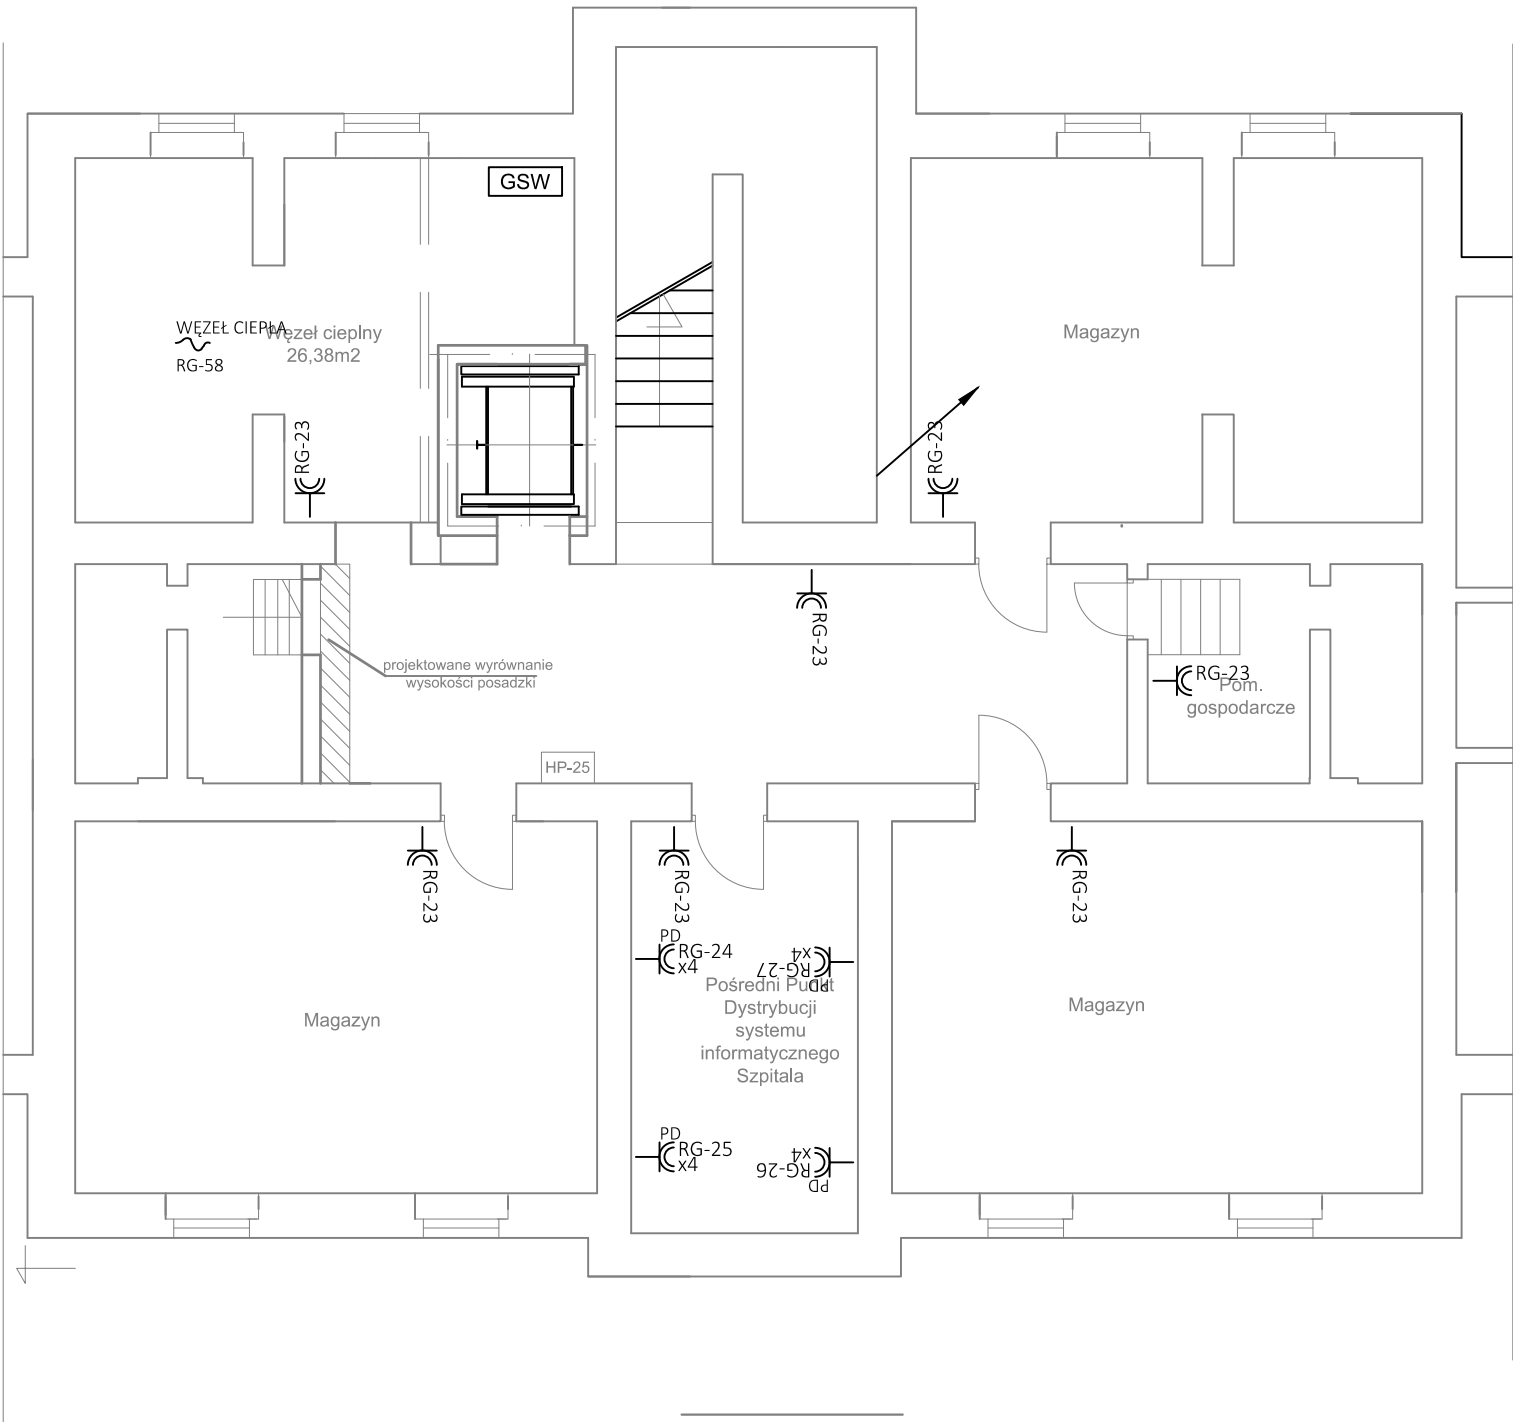 GSW
WĘZEŁ CIEPŁA
RG-58
Węzeł cieplny
26,38m2
Magazyn
RG-23
RG-23
RG-23
projektowane wyrównanie
wysokości posadzki
RG-23
Pom.
gospodarcze
HP-25
RG-23
RG-23
RG-23
PD
RG-24
x4
x4
RG-27
PD
Pośredni Punkt
Dystrybucji
systemu
informatycznego
Szpitala
Magazyn
Magazyn
PD
RG-25
x4
x4
RG-26
PD